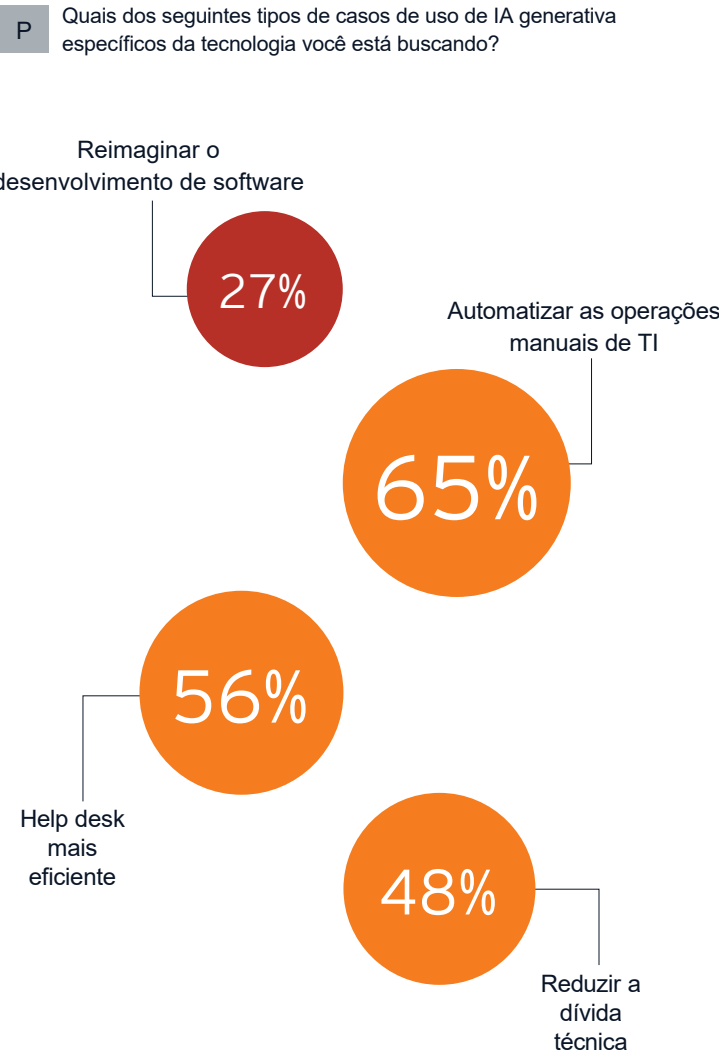 P
Quais dos seguintes tipos de casos de uso de IA generativa
específicos da tecnologia você está buscando?
Reimaginar o
desenvolvimento de software
27%
Automatizar as operações
manuais de TI
65%
56%
Help desk
mais
eficiente
48%
Reduzir a
dívida
técnica